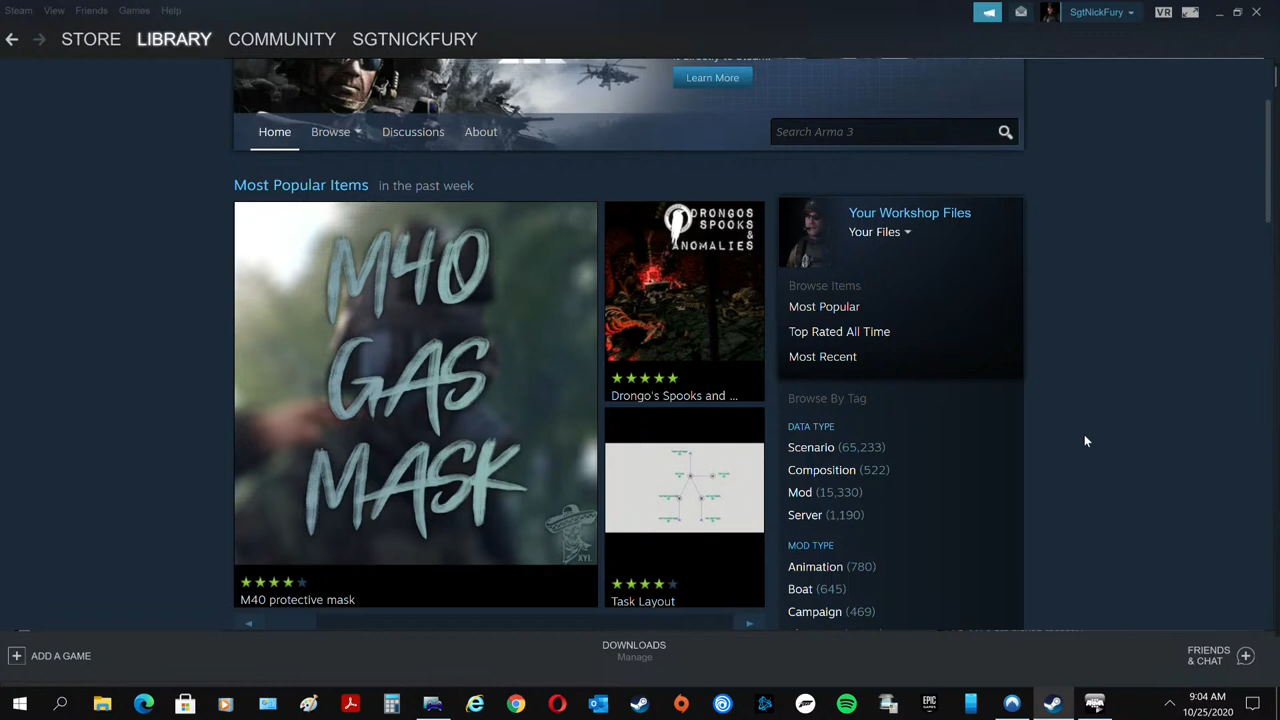 Steam View Friends Games Help
SgtNickFury
VR
STORE LIBRARY COMMUNITY SGTNICKFURY
Learn More
Home Browse Discussions About
Search Arma 3
Most Popular Items in the past week
M40
GAS
MASK
XYI.
M40 protective mask
DRONGOS
SPOOKS
&
ANOMALIES
Drongo's Spooks and ...
Task Layout
Your Workshop Files
Your Files
Browse Items
Most Popular
Top Rated All Time
Most Recent
Browse By Tag
DATA TYPE
Scenario (65,233)
Composition (522)
Mod (15,330)
Server (1,190)
MOD TYPE
Animation (780)
Boat (645)
Campaign (469)
ADD A GAME
DOWNLOADS
Manage
FRIENDS
& CHAT
EPIC
GAMES
9:04 AM
10/25/2020